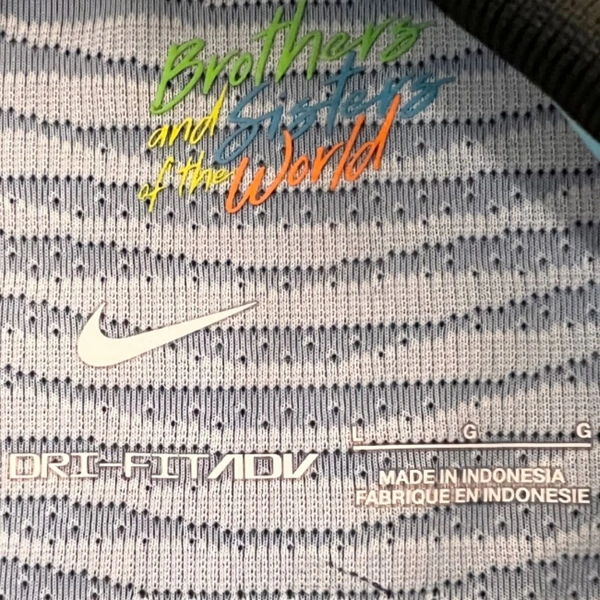 Brothers
and Sisters
of the World
DRI-FIT ADV
L G G
MADE IN INDONESIA
FABRIQUE EN INDONESIE